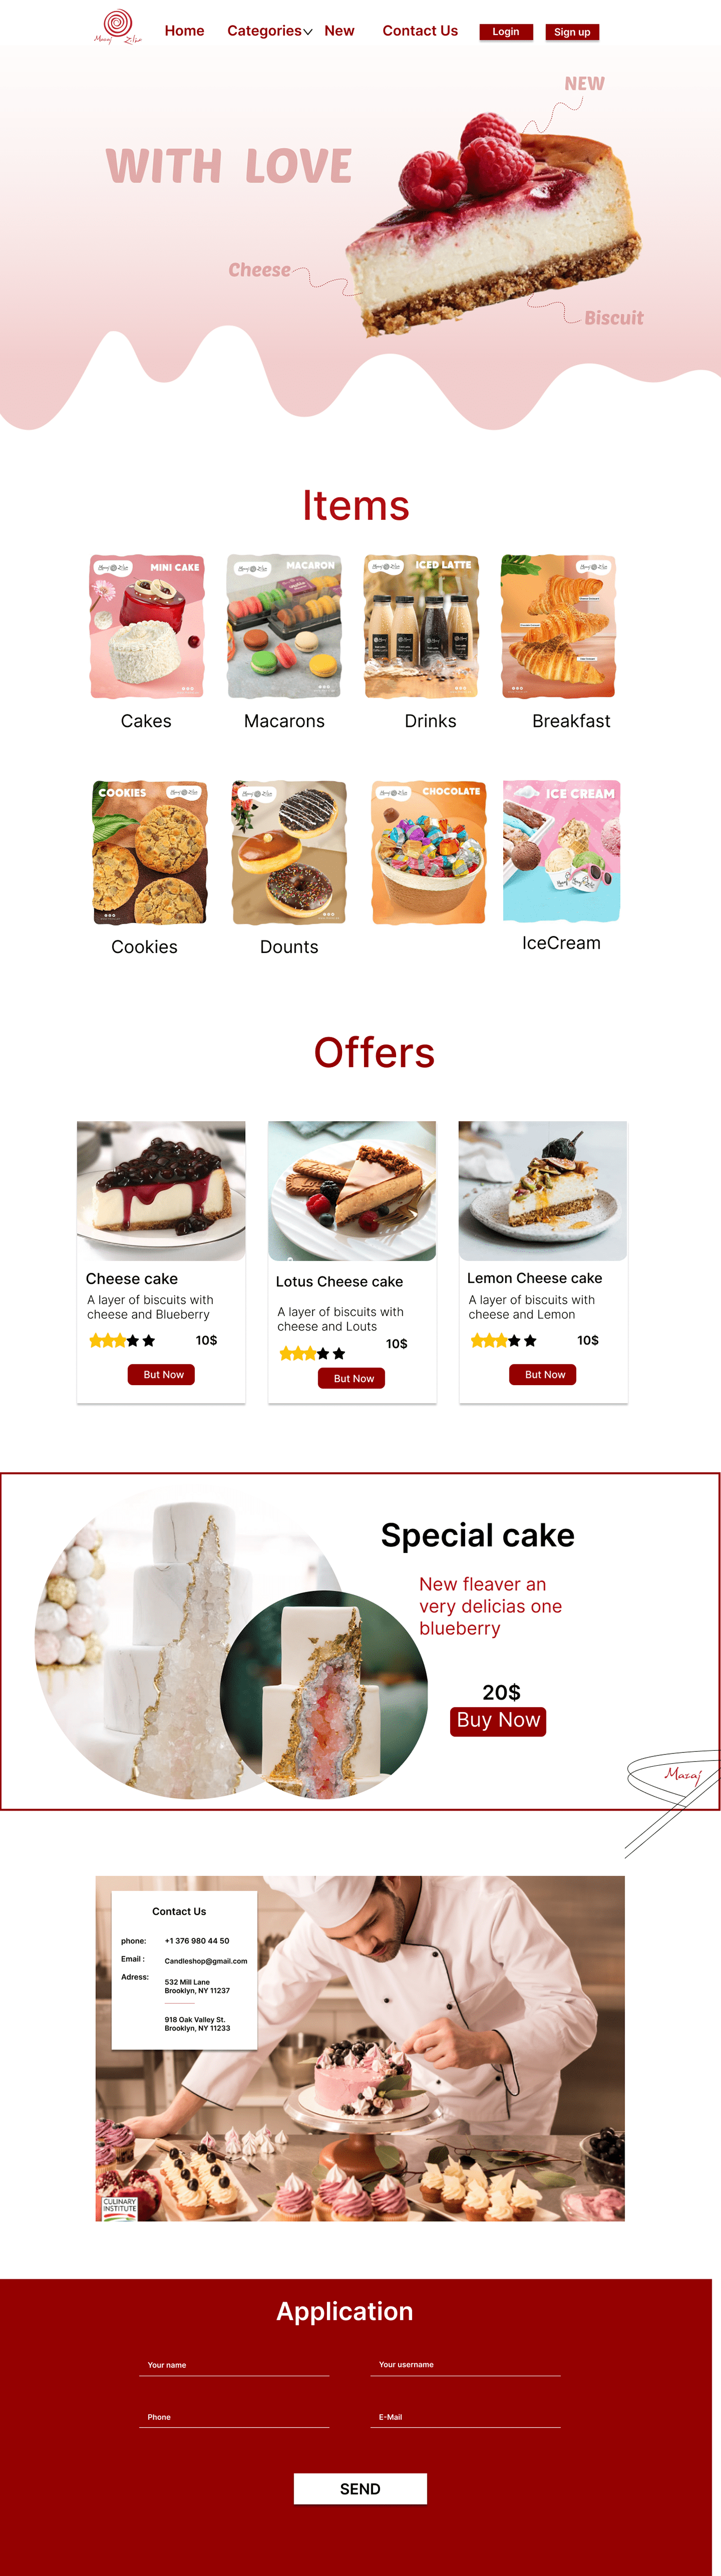 Mazaj Zthe
Home Categories New Contact Us Login Sign up
NEW
WITH LOVE
Cheese
Biscuit
Items
MINI CAKE
MACARON
ICED LATTE
Cakes
Macarons
Drinks
Breakfast
COOKIES
CHOCOLATE
ICE CREAM
Cookies
Dounts
IceCream
Offers
Cheese cake
A layer of biscuits with
cheese and Blueberry
10$
But Now
Lotus Cheese cake
A layer of biscuits with
cheese and Louts
10$
But Now
Lemon Cheese cake
A layer of biscuits with
cheese and Lemon
10$
But Now
Special cake
New fleaver an
very delicias one
blueberry
20$
Buy Now
Mazaj
Contact Us
phone: +1 376 980 44 50
Email : Candleshop@gmail.com
Adress: 532 Mill Lane
Brooklyn, NY 11237
918 Oak Valley St.
Brooklyn, NY 11233
CULINARY
INSTITUTE
Application
Your name
Your username
Phone
E-Mail
SEND